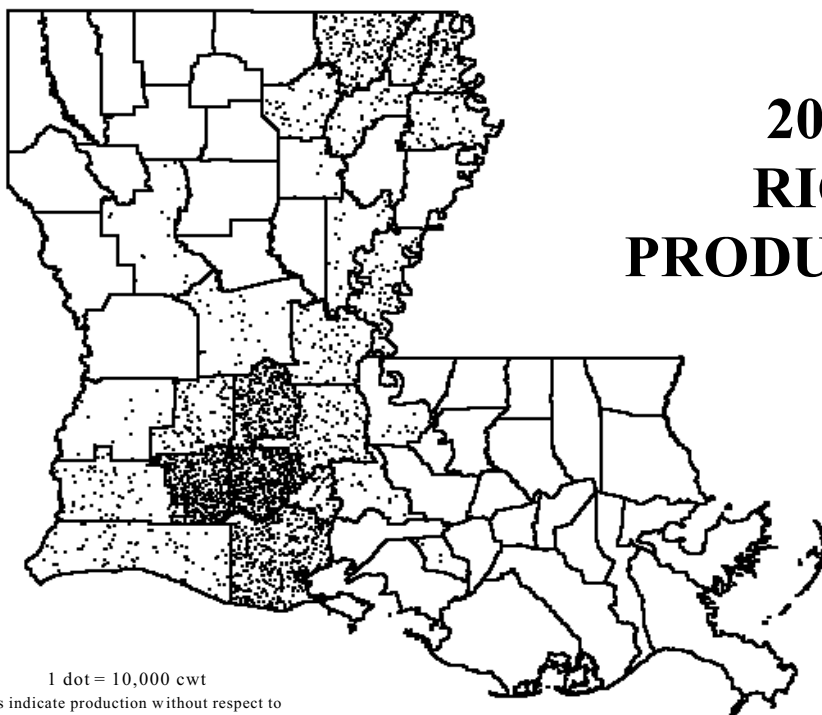 20
RIC
PRODU
1 dot = 10,000 cwt
s indicate production without respect to